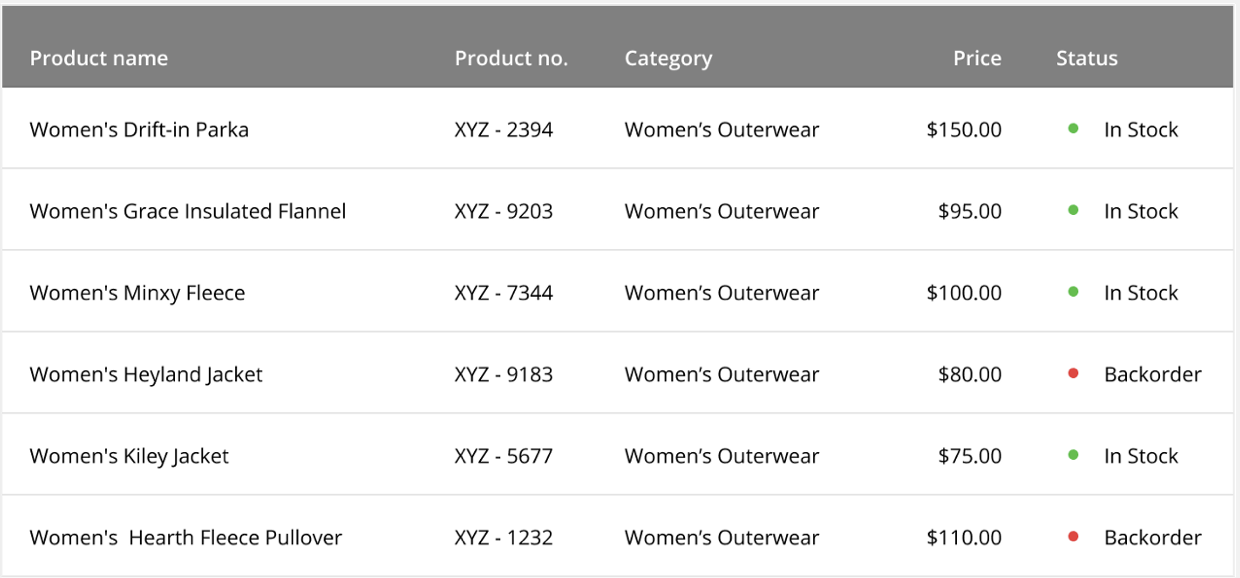 Product name Product no. Category Price Status
Women's Drift-in Parka XYZ - 2394 Women’s Outerwear $150.00 In Stock
Women's Grace Insulated Flannel XYZ - 9203 Women’s Outerwear $95.00 In Stock
Women's Minxy Fleece XYZ - 7344 Women’s Outerwear $100.00 In Stock
Women's Heyland Jacket XYZ - 9183 Women’s Outerwear $80.00 Backorder
Women's Kiley Jacket XYZ - 5677 Women’s Outerwear $75.00 In Stock
Women's  Hearth Fleece Pullover XYZ - 1232 Women’s Outerwear $110.00 Backorder